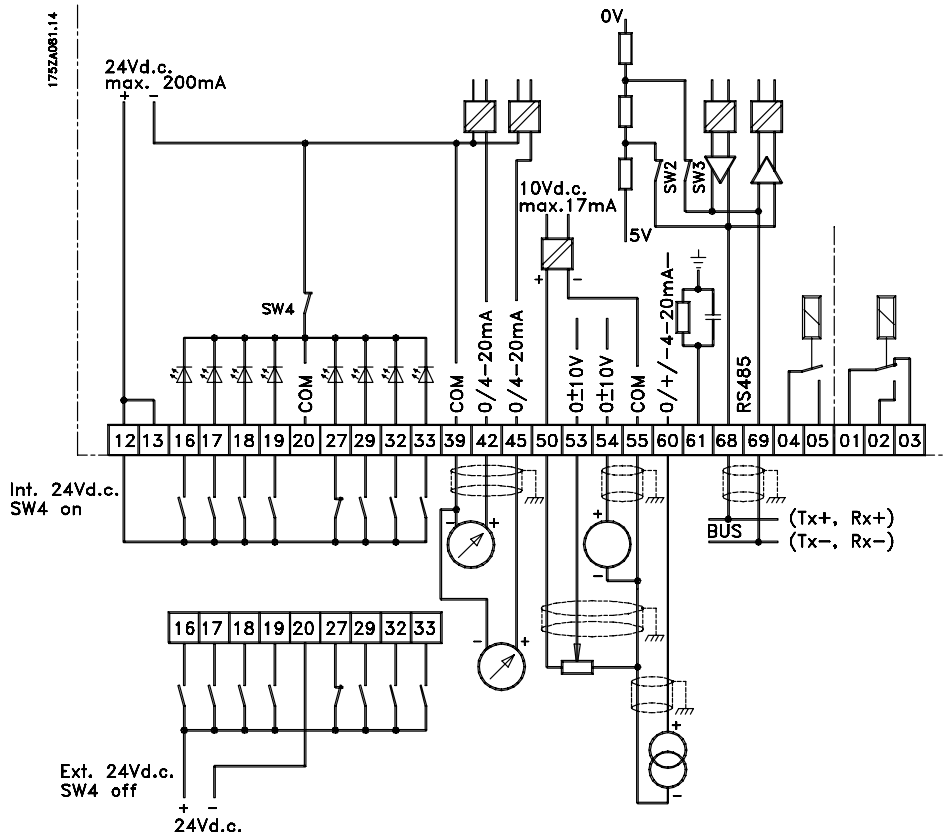 175ZA081.14
0V
24Vd.c.
max. 200mA
+ −
SW2
SW3
10Vd.c.
max.17mA
5V
+ −
SW4
COM
COM
0/4-20mA
0/4-20mA
0±10V
0±10V
COM
0/+/-4-20mA-
RS485
12 13 16 17 18 19 20 27 29 32 33 39 42 45 50 53 54 55 60 61 68 69 04 05 01 02 03
Int. 24Vd.c.
SW4 on
BUS
(Tx+, Rx+)
(Tx-, Rx-)
− +
+
−
16 17 18 19 20 27 29 32 33
− +
+
−
Ext. 24Vd.c.
SW4 off
+ −
24Vd.c.